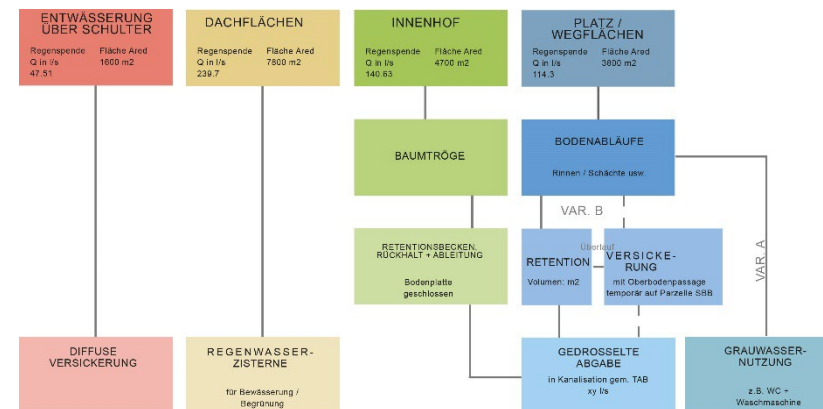 ENTWÄSSERUNG
ÜBER SCHULTER
Regenspende
Q in l/s
47.51
Fläche Ared
1600 m2
DACHFLÄCHEN
Regenspende
Q in l/s
239.7
Fläche Ared
7800 m2
INNENHOF
Regenspende
Q in l/s
140.63
Fläche Ared
4700 m2
PLATZ /
WEGFLÄCHEN
Regenspende
Q in l/s
114.3
Fläche Ared
3800 m2
BAUMTRÖGE
BODENABLÄUFE
Rinnen / Schächte usw.
VAR. B
VAR. A
RETENTIONSBECKEN,
RÜCKHALT + ABLEITUNG
Bodenplatte
geschlossen
RETENTION
Volumen: m2
Überlauf
VERSICKE-
RUNG
mit Oberbodenpassage
temporär auf Parzelle SBB
DIFFUSE
VERSICKERUNG
REGENWASSER-
ZISTERNE
für Bewässerung /
Begrünung
GEDROSSELTE
ABGABE
in Kanalisation gem. TAB
xy l/s
GRAUWASSER-
NUTZUNG
z.B. WC +
Waschmaschine